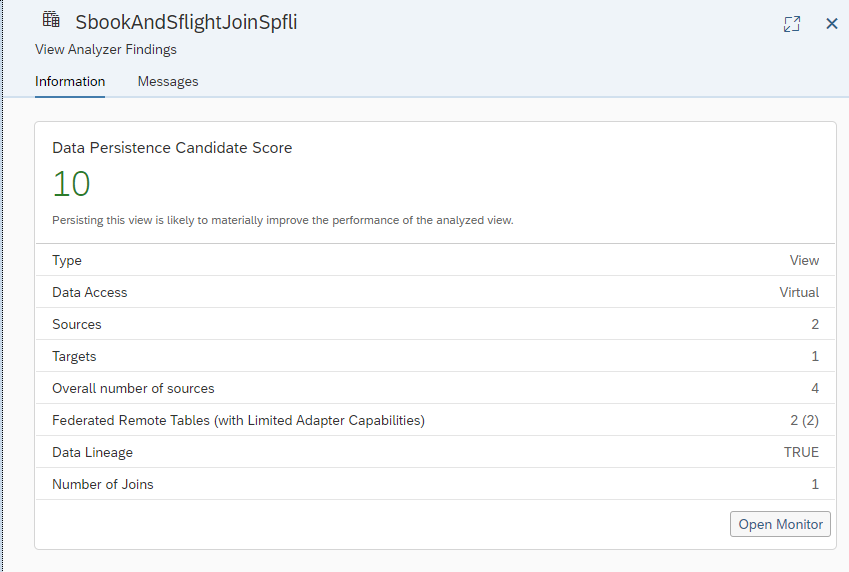 SbookAndSflightJoinSpfli
View Analyzer Findings
Information Messages
Data Persistence Candidate Score
10
Persisting this view is likely to materially improve the performance of the analyzed view.
Type View
Data Access Virtual
Sources 2
Targets 1
Overall number of sources 4
Federated Remote Tables (with Limited Adapter Capabilities) 2 (2)
Data Lineage TRUE
Number of Joins 1
Open Monitor